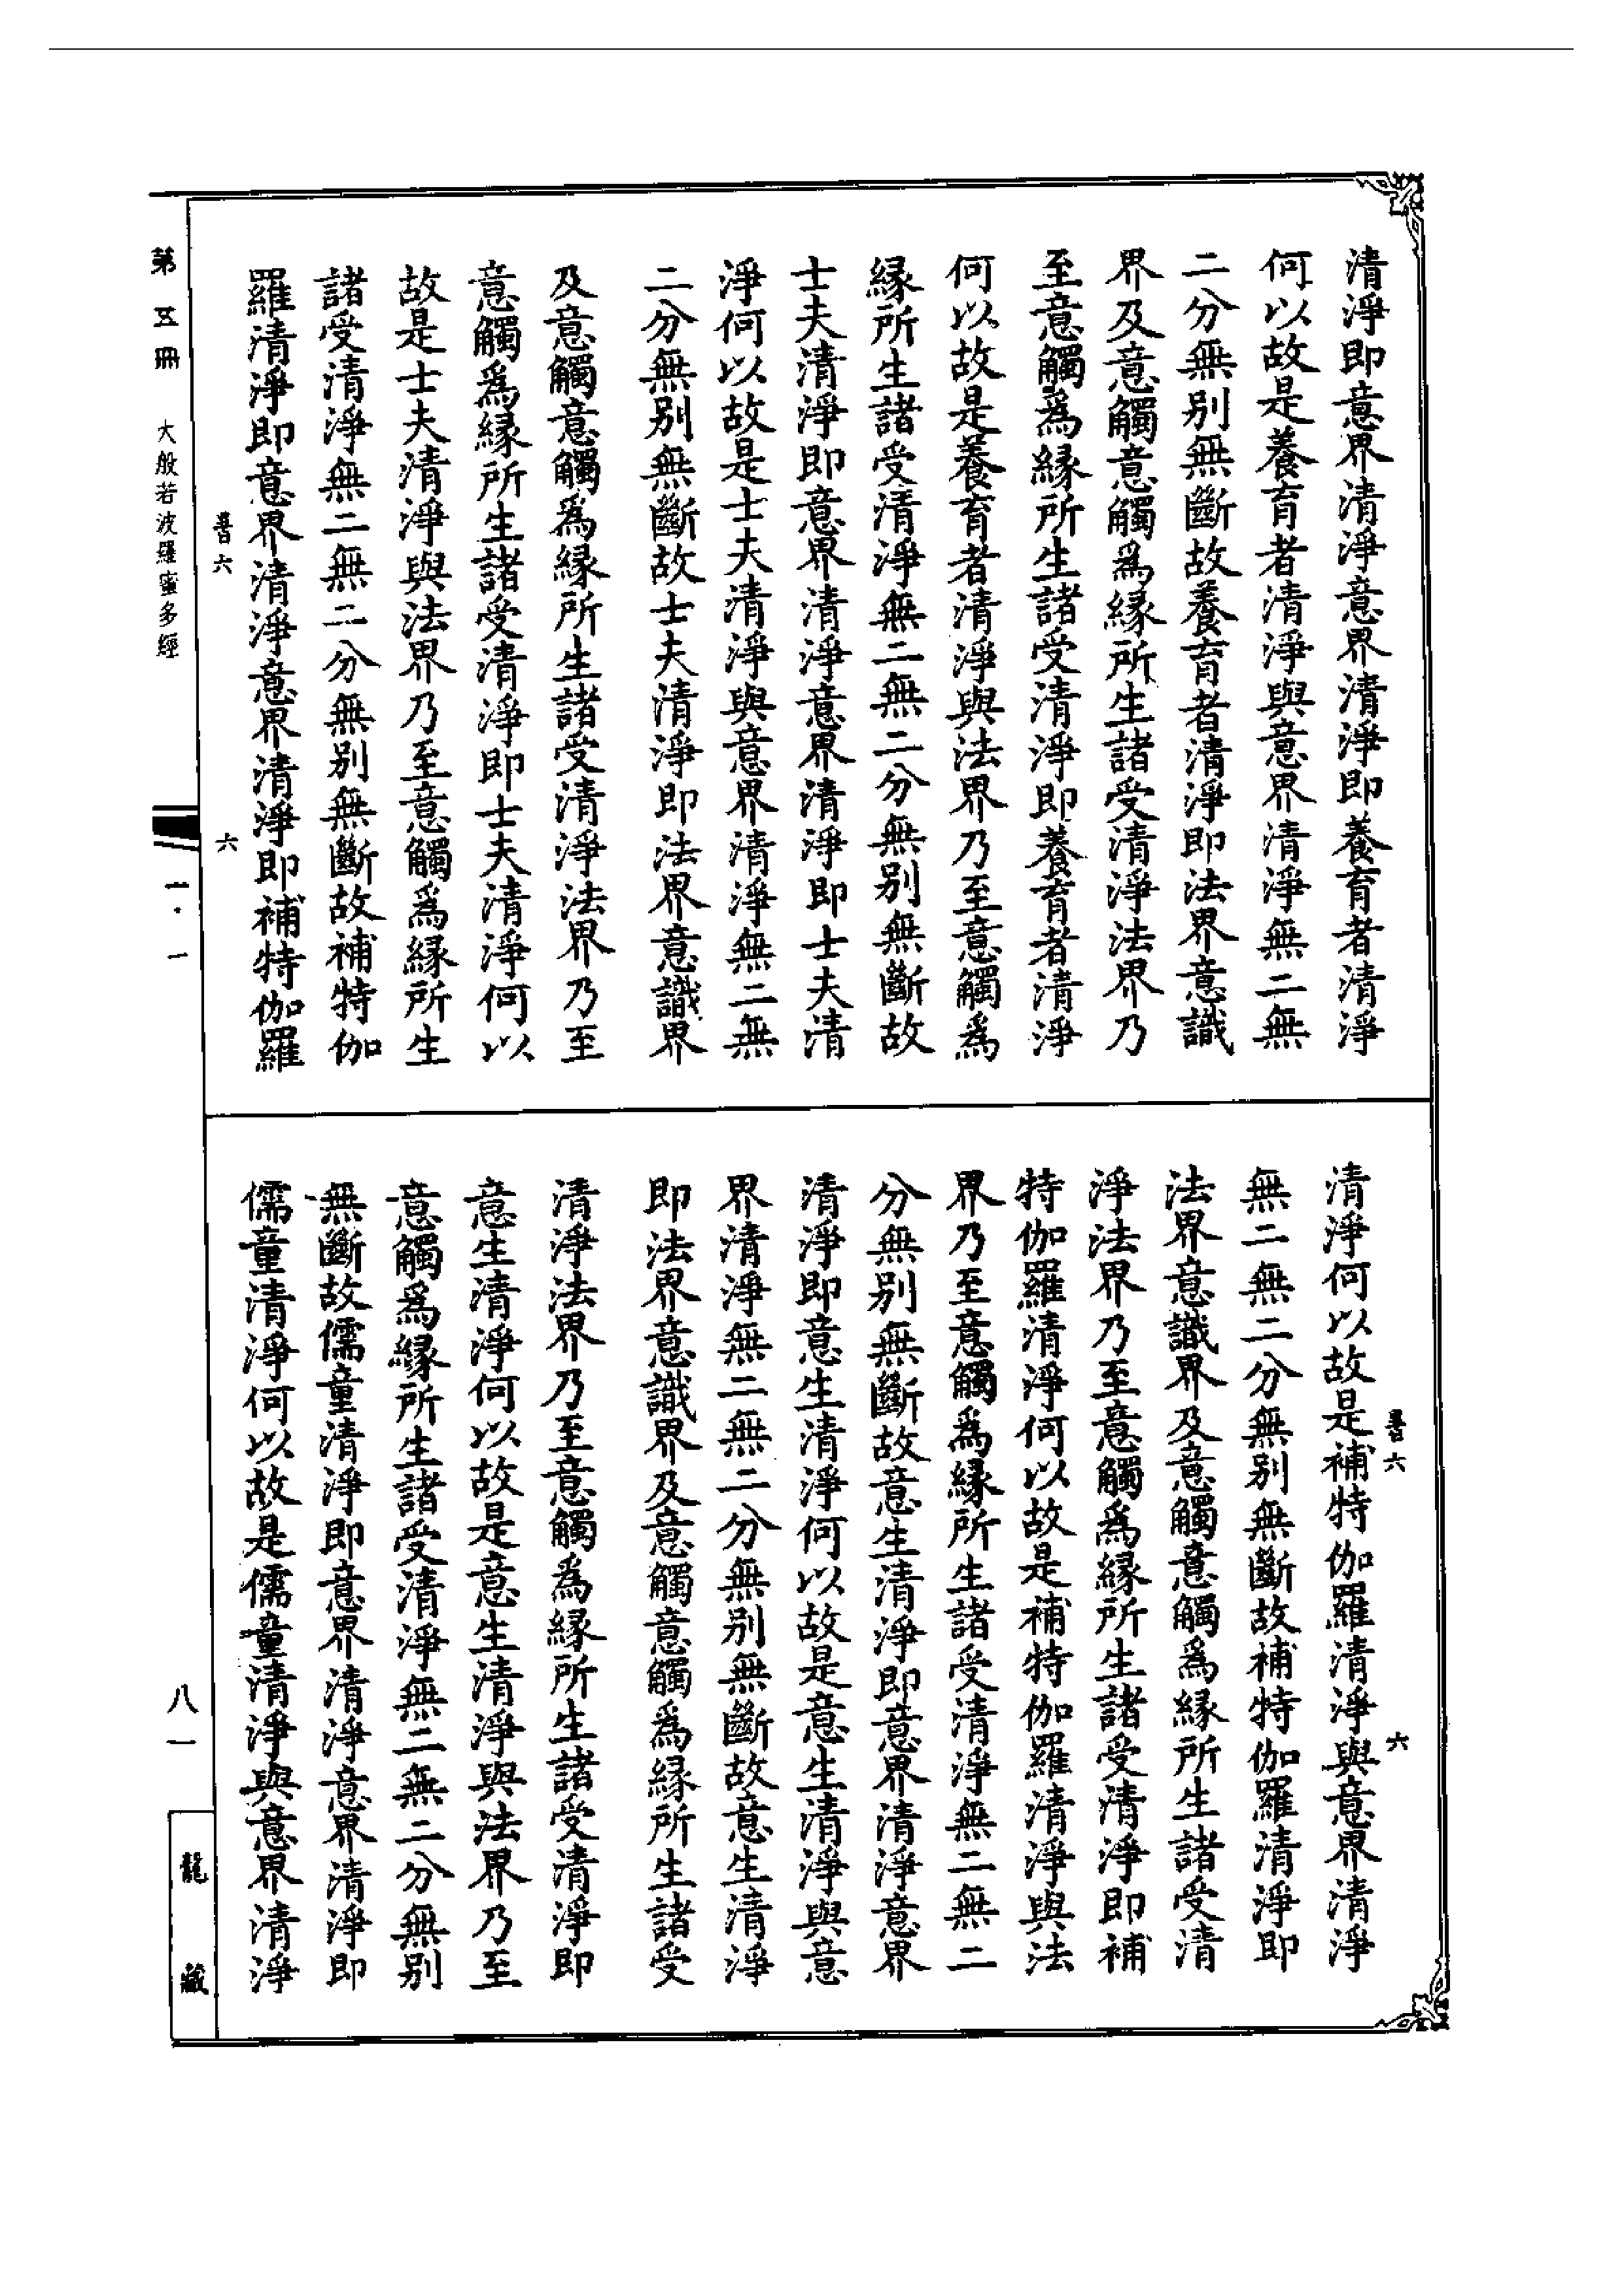 清淨即意界清淨意界清淨即養育者清淨
何以故是養育者清淨與意界清淨無二無
二分無別無斷故養育者清淨即法界意識
界及意觸意觸爲緣所生諸受清淨法界乃
至意觸爲緣所生諸受清淨即養育者清淨
何以故是養育者清淨與法界乃至意觸爲
緣所生諸受清淨無二無二分無別無斷故
士夫清淨即意界清淨意界清淨即士夫清
淨何以故是士夫清淨與意界清淨無二無
二分無別無斷故士夫清淨即法界意識界
及意觸意觸爲緣所生諸受清淨法界乃至
意觸爲緣所生諸受清淨即士夫清淨何以
故是士夫清淨與法界乃至意觸爲緣所生
諸受清淨無二無二分無別無斷故補特伽
羅清淨即意界清淨意界清淨即補特伽羅
六
六
清淨何以故是補特伽羅清淨與意界清淨
無二無二分無別無斷故補特伽羅清淨即
法界意識界及意觸意觸爲緣所生諸受清
淨法界乃至意觸爲緣所生諸受清淨即補
特伽羅清淨何以故是補特伽羅清淨與法
界乃至意觸爲緣所生諸受清淨無二無二
分無別無斷故意生清淨即意界清淨意界
清淨即意生清淨何以故是意生清淨與意
界清淨無二無二分無別無斷故意生清淨
即法界意識界及意觸意觸爲緣所生諸受
清淨法界乃至意觸爲緣所生諸受清淨即
意生清淨何以故是意生清淨與法界乃至
意觸爲緣所生諸受清淨無二無二分無別
無斷故儒童清淨即意界清淨意界清淨即
儒童清淨何以故是儒童清淨與意界清淨
六
六
第五冊 大般若波羅蜜多經
八一
龍藏